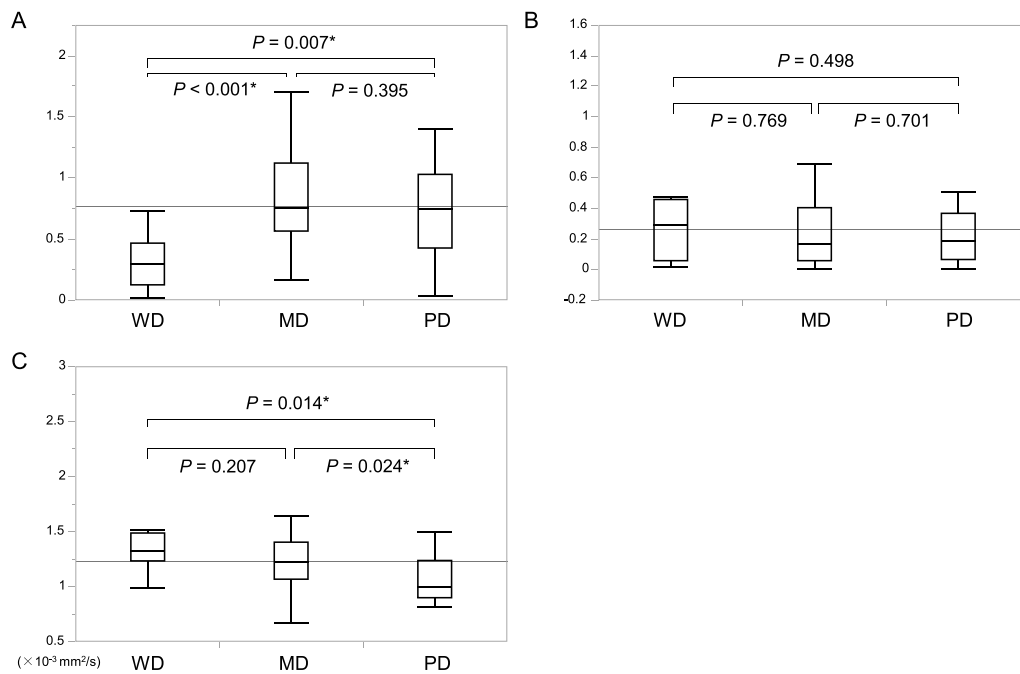 A
2
1.5
1
0.5
0
P = 0.007*
P < 0.001*
P = 0.395
WD
MD
PD
B
1.6
1.4
1.2
1
0.8
0.6
0.4
0.2
0
-0.2
P = 0.498
P = 0.769
P = 0.701
WD
MD
PD
C
3
2.5
2
1.5
1
0.5
P = 0.014*
P = 0.207
P = 0.024*
(×10⁻³ mm²/s)
WD
MD
PD